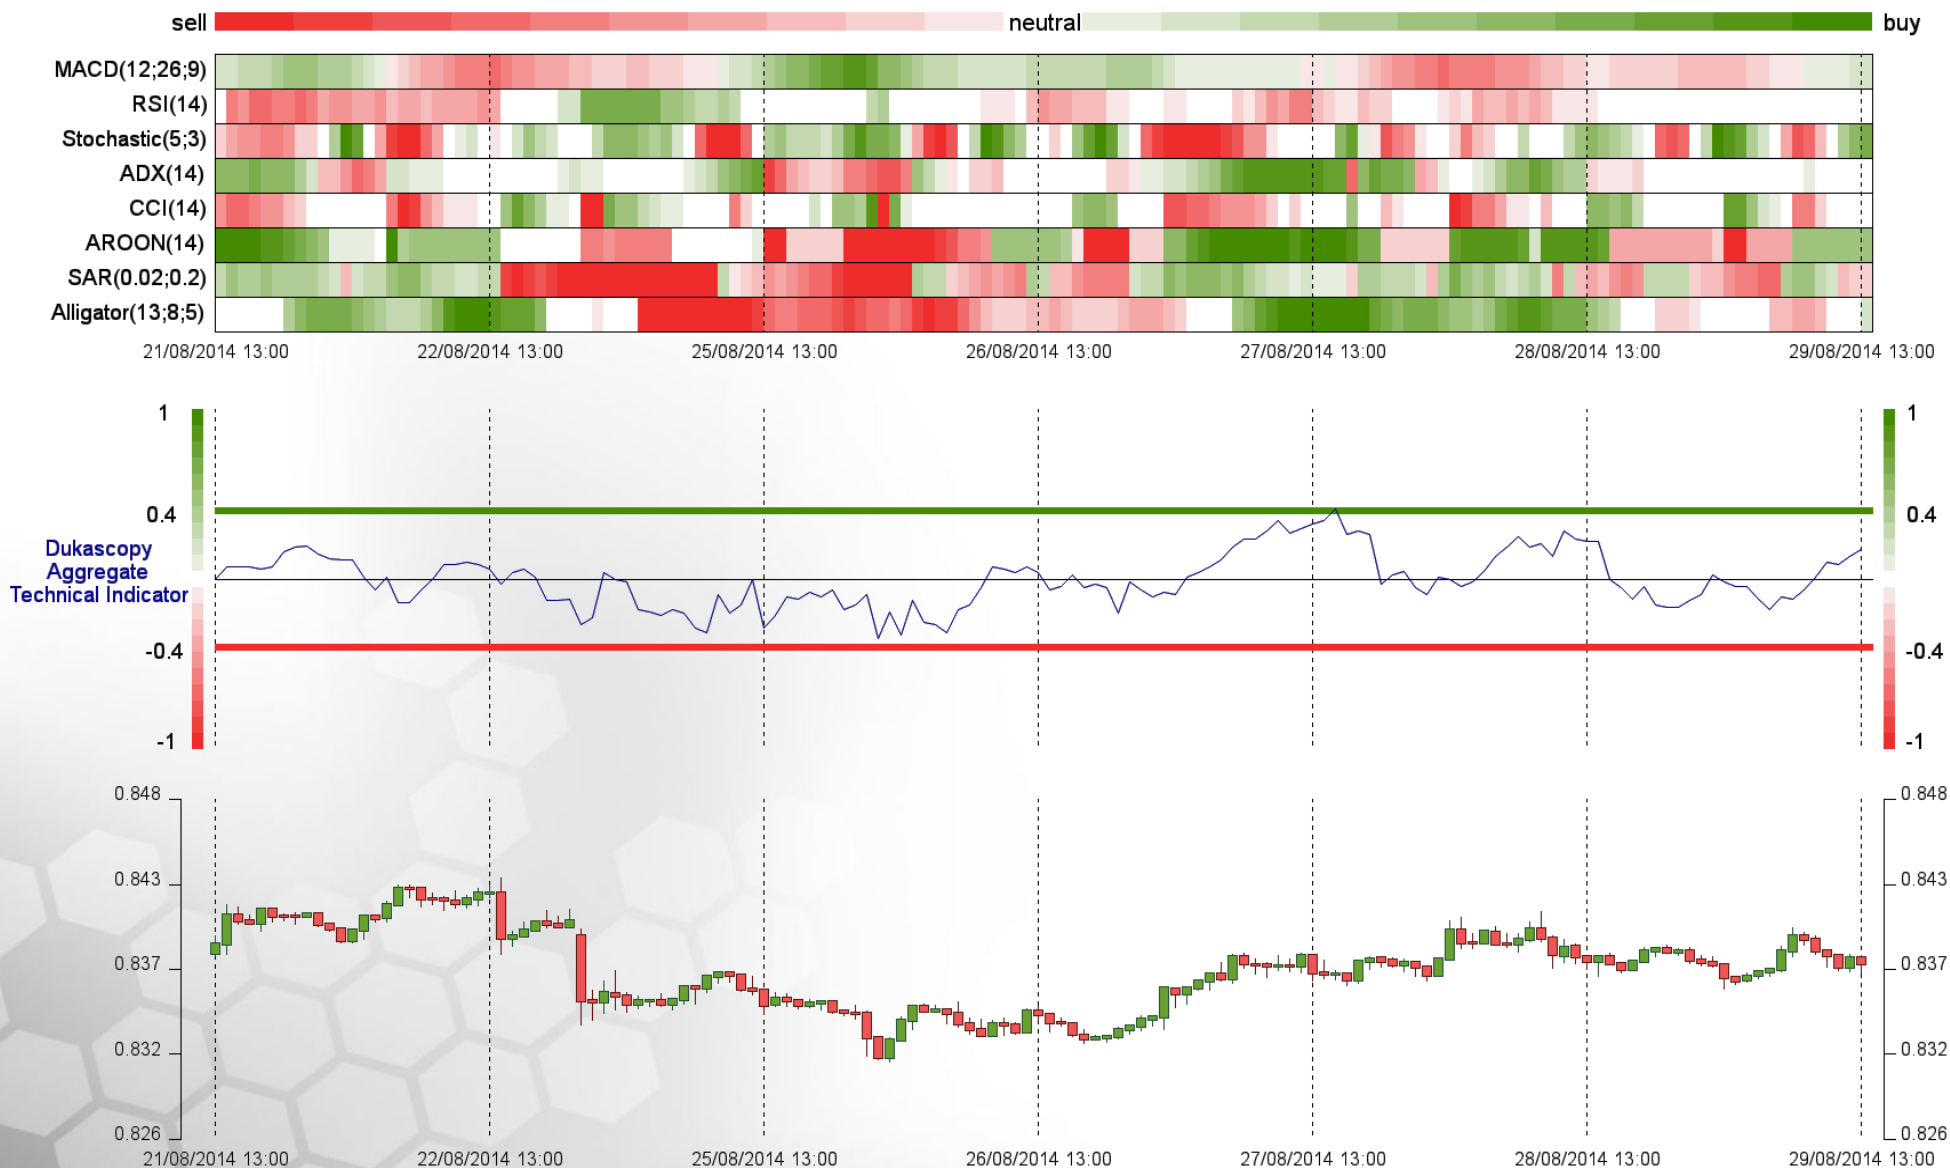 sell neutral buy
MACD(12;26;9)
RSI(14)
Stochastic(5;3)
ADX(14)
CCI(14)
AROON(14)
SAR(0.02;0.2)
Alligator(13;8;5)
21/08/2014 13:00 22/08/2014 13:00 25/08/2014 13:00 26/08/2014 13:00 27/08/2014 13:00 28/08/2014 13:00 29/08/2014 13:00
1 1
0.4 0.4
Dukascopy
Aggregate
Technical Indicator
-0.4 -0.4
-1 -1
0.848 0.848
0.843 0.843
0.837 0.837
0.832 0.832
0.826 0.826
21/08/2014 13:00 22/08/2014 13:00 25/08/2014 13:00 26/08/2014 13:00 27/08/2014 13:00 28/08/2014 13:00 29/08/2014 13:00